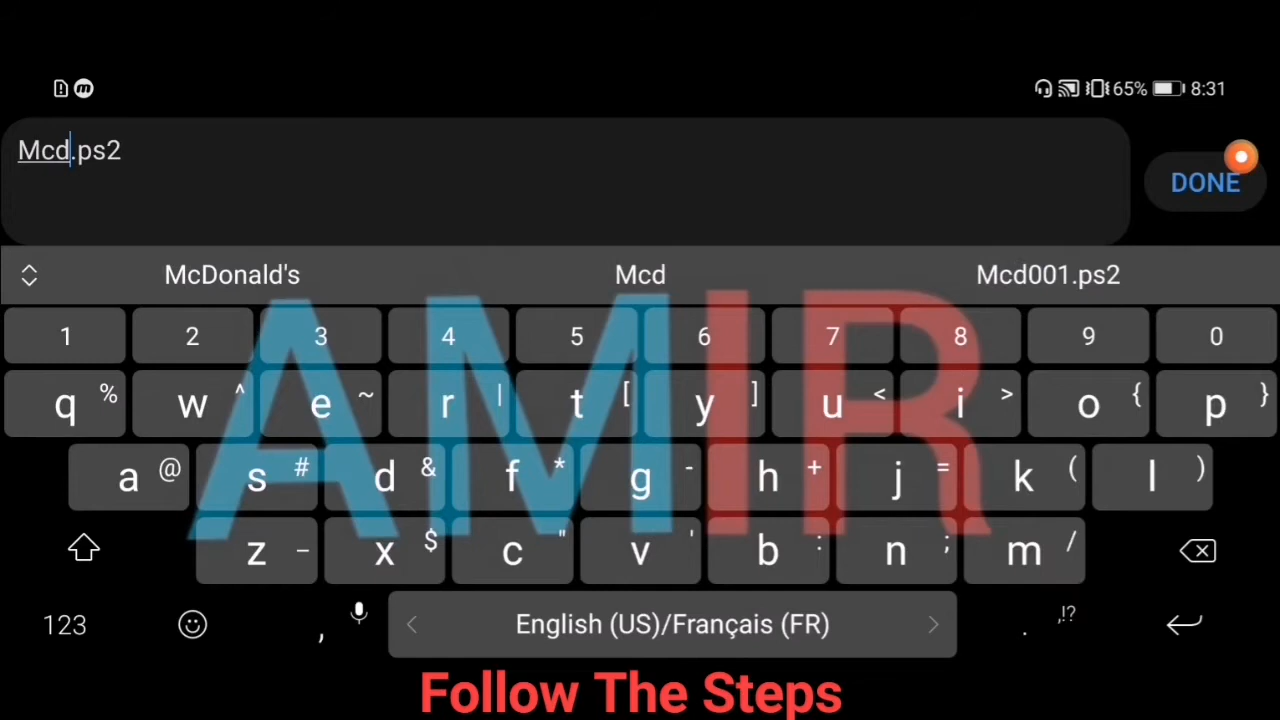 65% 8:31
Mcd.ps2
DONE
McDonald's Mcd Mcd001.ps2
AMIR
1 2 3 4 5 6 7 8 9 0
q % w ^ e ~ r | t [ y ] u < i > o { p }
a @ s # d & f * g - h + j = k ( l )
z _ x $ c " v ' b : n ; m /
123 , < English (US)/Français (FR) > . ,!?
Follow The Steps